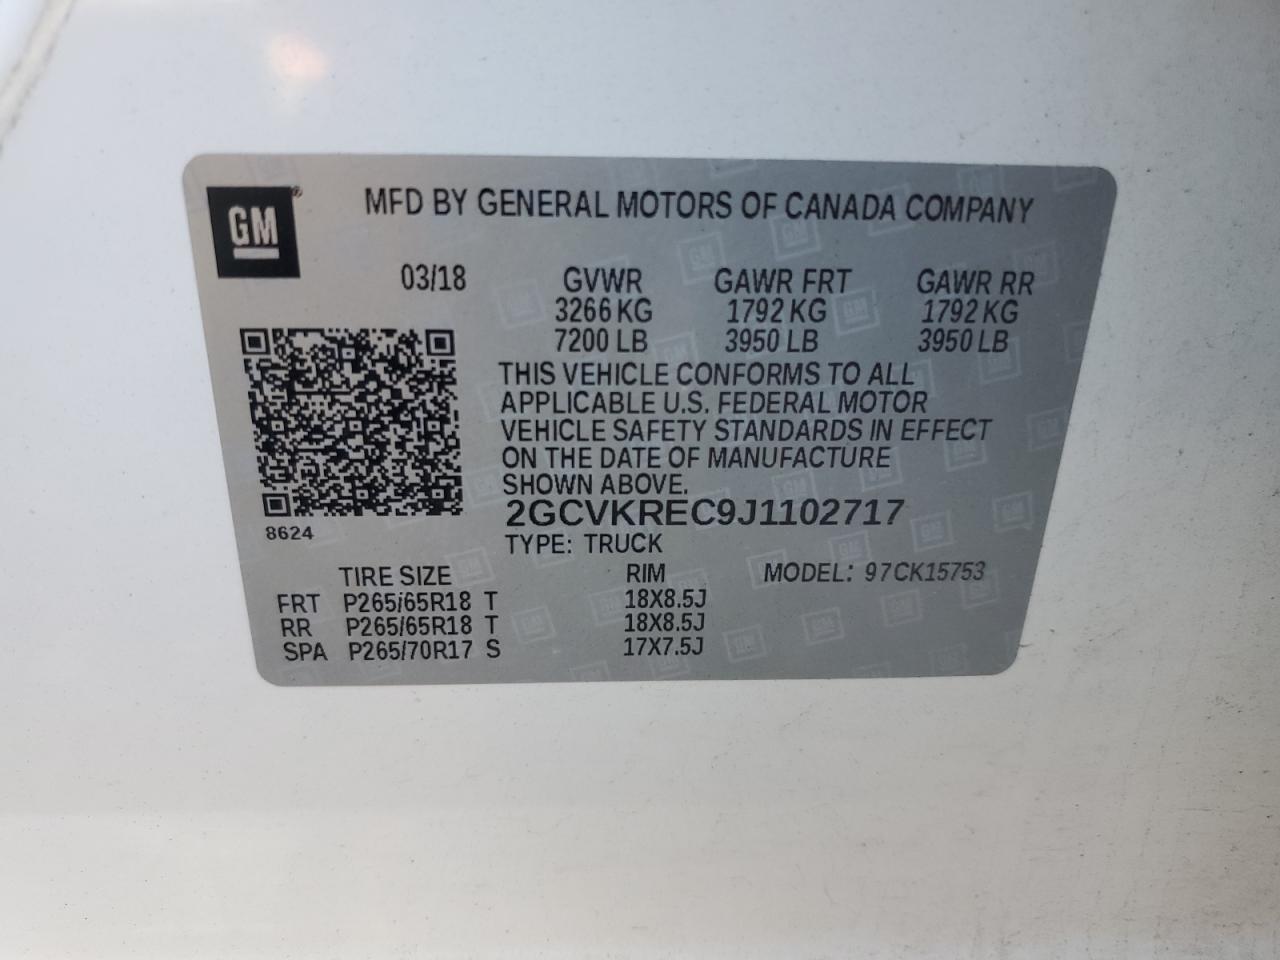 GM®
MFD BY GENERAL MOTORS OF CANADA COMPANY
03/18 GVWR GAWR FRT GAWR RR
3266 KG 1792 KG 1792 KG
7200 LB 3950 LB 3950 LB
THIS VEHICLE CONFORMS TO ALL
APPLICABLE U.S. FEDERAL MOTOR
VEHICLE SAFETY STANDARDS IN EFFECT
ON THE DATE OF MANUFACTURE
SHOWN ABOVE.
2GCVKREC9J1102717
8624
TYPE: TRUCK
TIRE SIZE RIM MODEL: 97CK15753
FRT P265/65R18 T 18X8.5J
RR P265/65R18 T 18X8.5J
SPA P265/70R17 S 17X7.5J